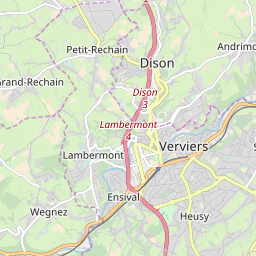 Petit-Rechain
Andrimo
Dison
Grand-Rechain
Dison
3
Lambermont
4
Lambermont
Verviers
S
Ensival
Wegnez
Heusy